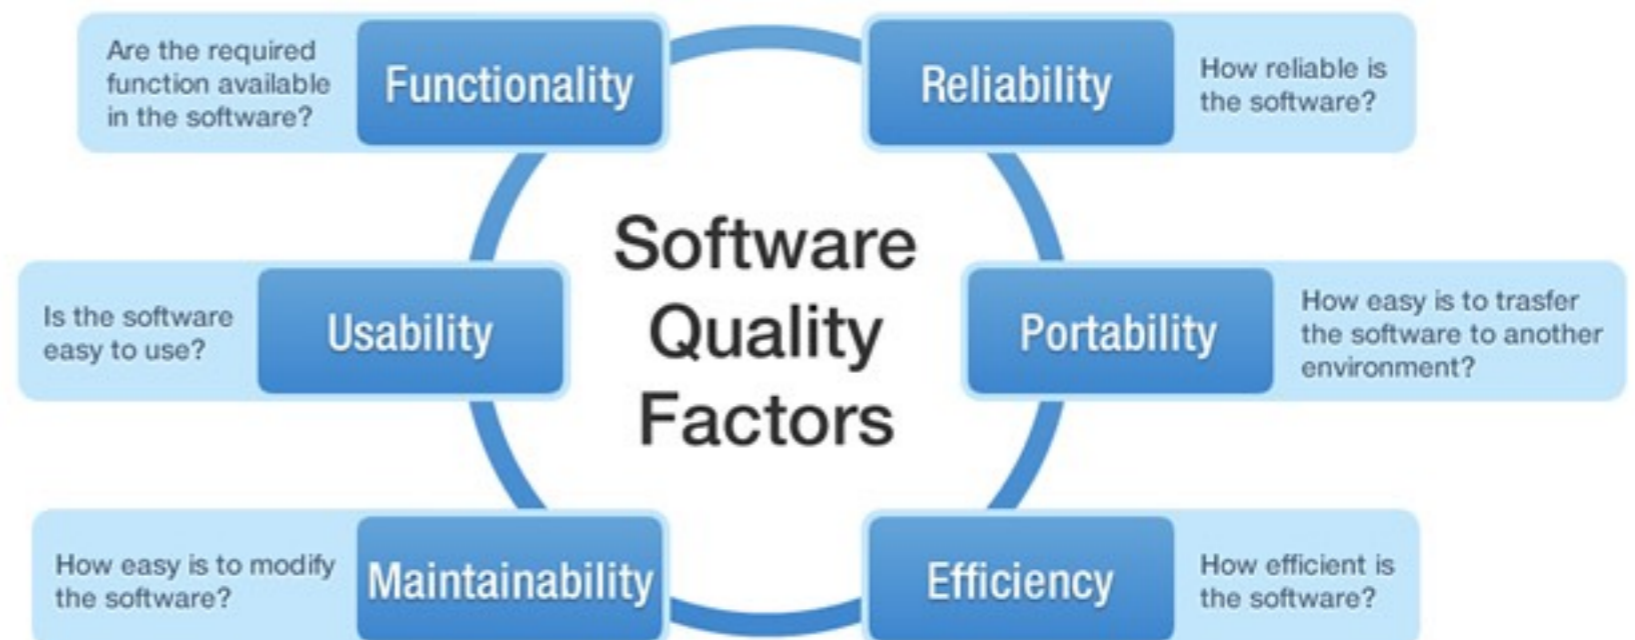 Are the required
function available
in the software?
Functionality
Reliability
How reliable is
the software?
Software
Quality
Factors
Is the software
easy to use?
Usability
Portability
How easy is to trasfer
the software to another
environment?
How easy is to modify
the software?
Maintainability
Efficiency
How efficient is
the software?